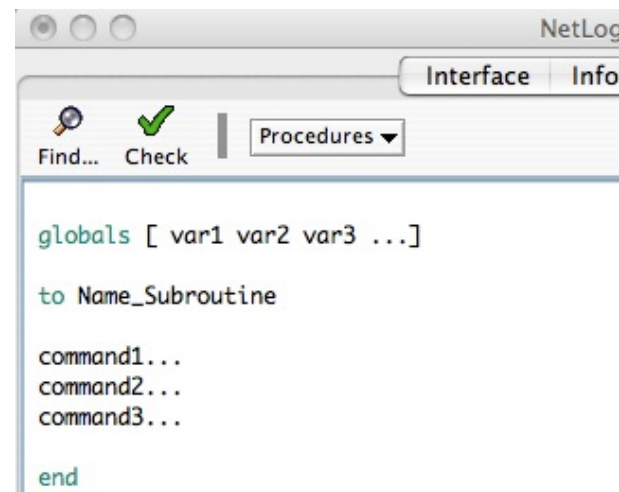 NetLog
Interface Info
Find... Check Procedures
globals [ var1 var2 var3 ...]
to Name_Subroutine
command1...
command2...
command3...
end